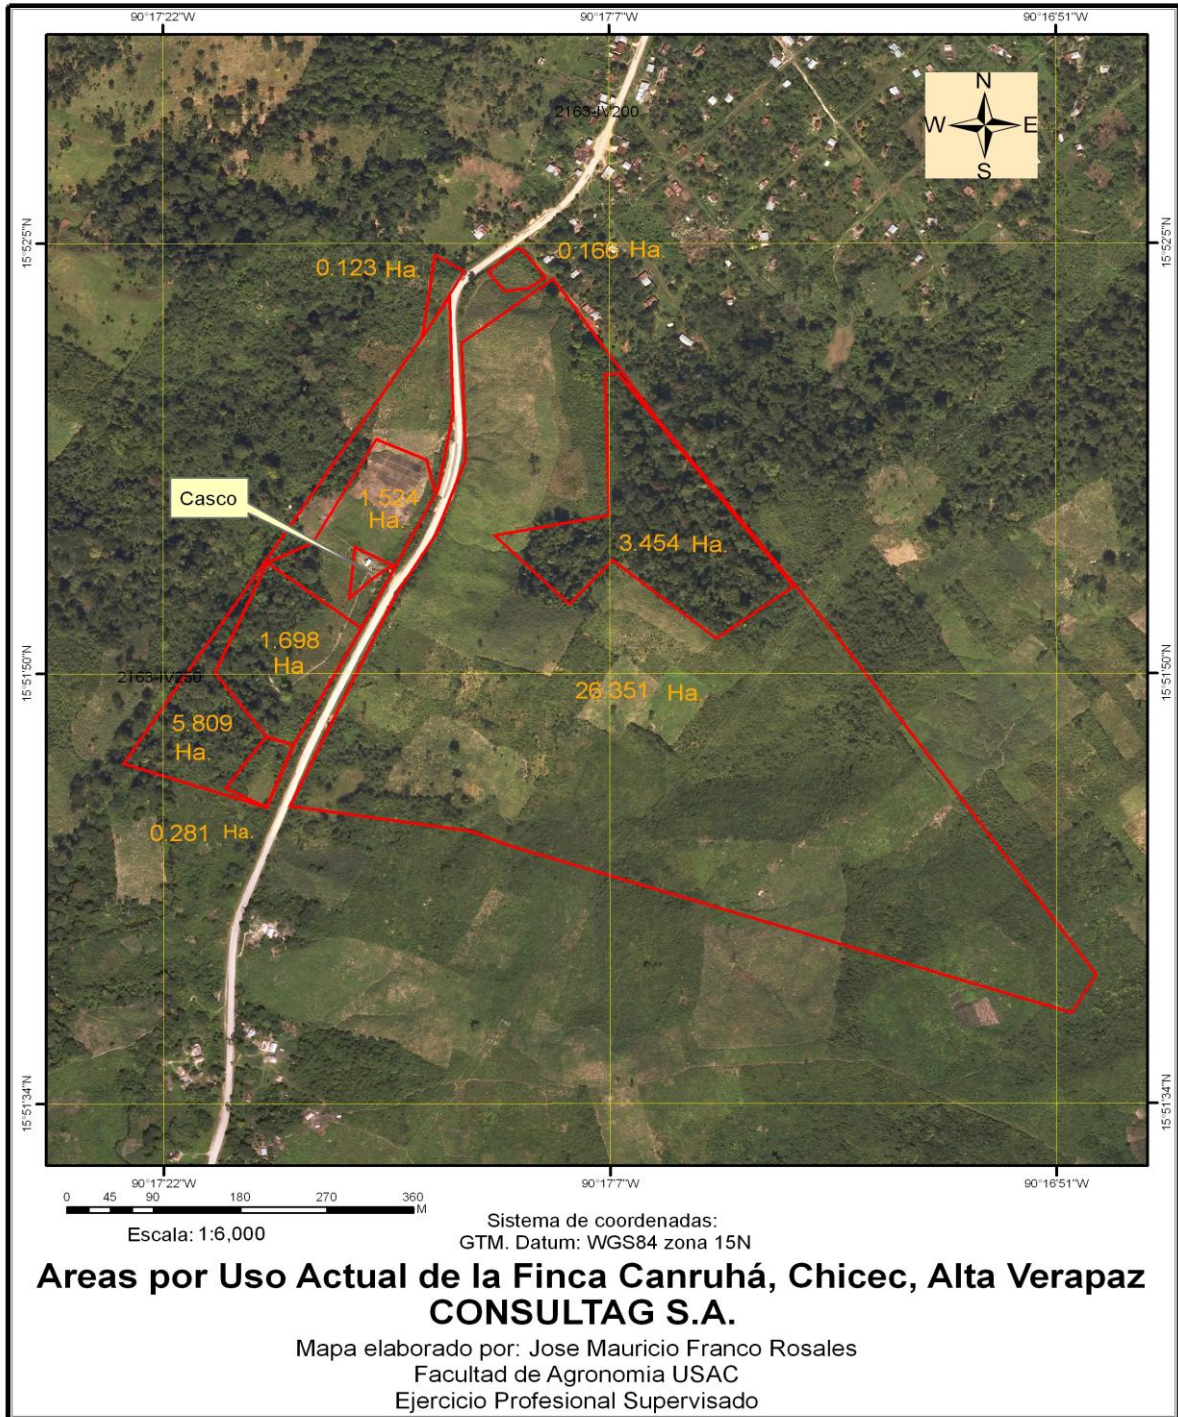 90°17'22"W
90°17'7"W
90°16'51"W
N
W E
S
2163-IV200
15°52'5"N
15°52'5"N
0.123 Ha.
0.166 Ha.
Casco
1.524
Ha.
3.454 Ha.
1.698
Ha.
15°51'50"N
15°51'50"N
2163-IV250
26.351 Ha.
5.809
Ha.
0.281 Ha.
15°51'34"N
15°51'34"N
90°17'22"W
90°17'7"W
90°16'51"W
0 45 90 180 270 360
M
Escala: 1:6,000
Sistema de coordenadas:
GTM. Datum: WGS84 zona 15N
Areas por Uso Actual de la Finca Canruhá, Chicec, Alta Verapaz
CONSULTAG S.A.
Mapa elaborado por: Jose Mauricio Franco Rosales
Facultad de Agronomia USAC
Ejercicio Profesional Supervisado